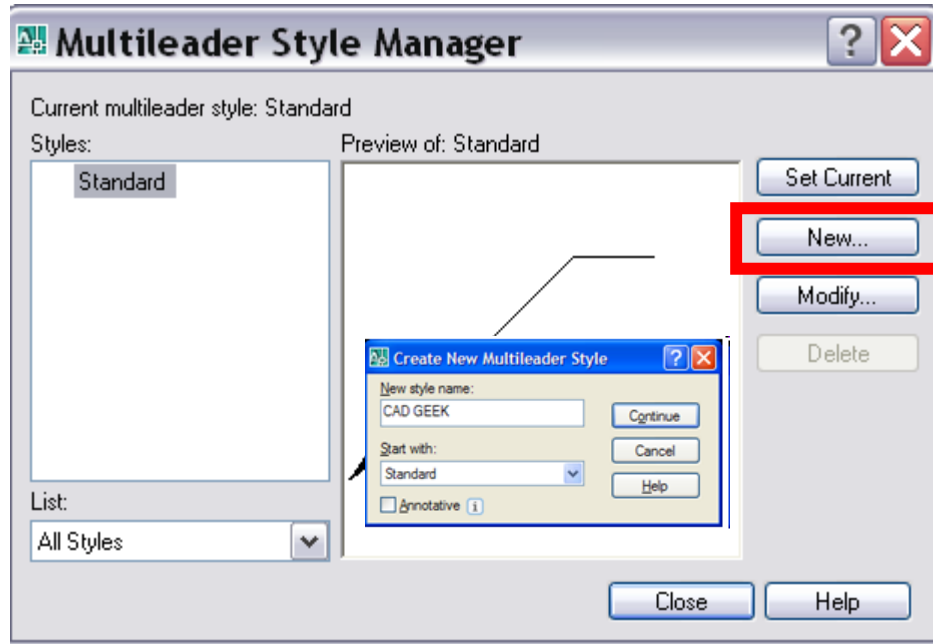 Multileader Style Manager
Current multileader style: Standard
Styles:
Preview of: Standard
Standard
Set Current
New...
Modify...
Delete
Create New Multileader Style
New style name:
CAD GEEK
Continue
Start with:
Cancel
Standard
Help
Annotative
List:
All Styles
Close
Help